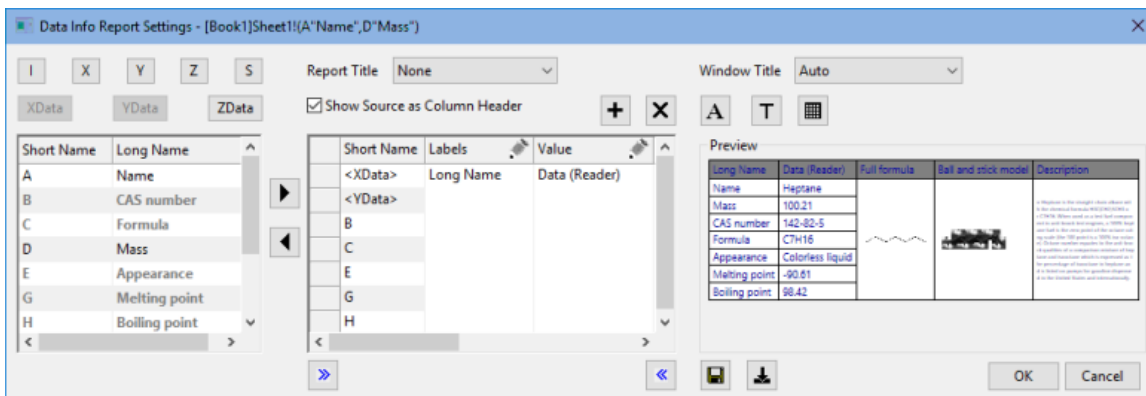 Data Info Report Settings - [Book1]Sheet1!(A"Name",D"Mass")
I X Y Z S
XData YData ZData
Short Name Long Name
A Name
B CAS number
C Formula
D Mass
E Appearance
G Melting point
H Boiling point
Report Title None
Show Source as Column Header
Short Name Labels Value
<XData> Long Name Data (Reader)
<YData>
B
C
E
G
H
Window Title Auto
A T
Preview
Long Name Data (Reader) Full formula Ball and stick model Description
Name Heptane
Mass 100.21
CAS number 142-82-5
Formula C7H16
Appearance Colorless liquid
Melting point -90.61
Boiling point 98.42
OK Cancel